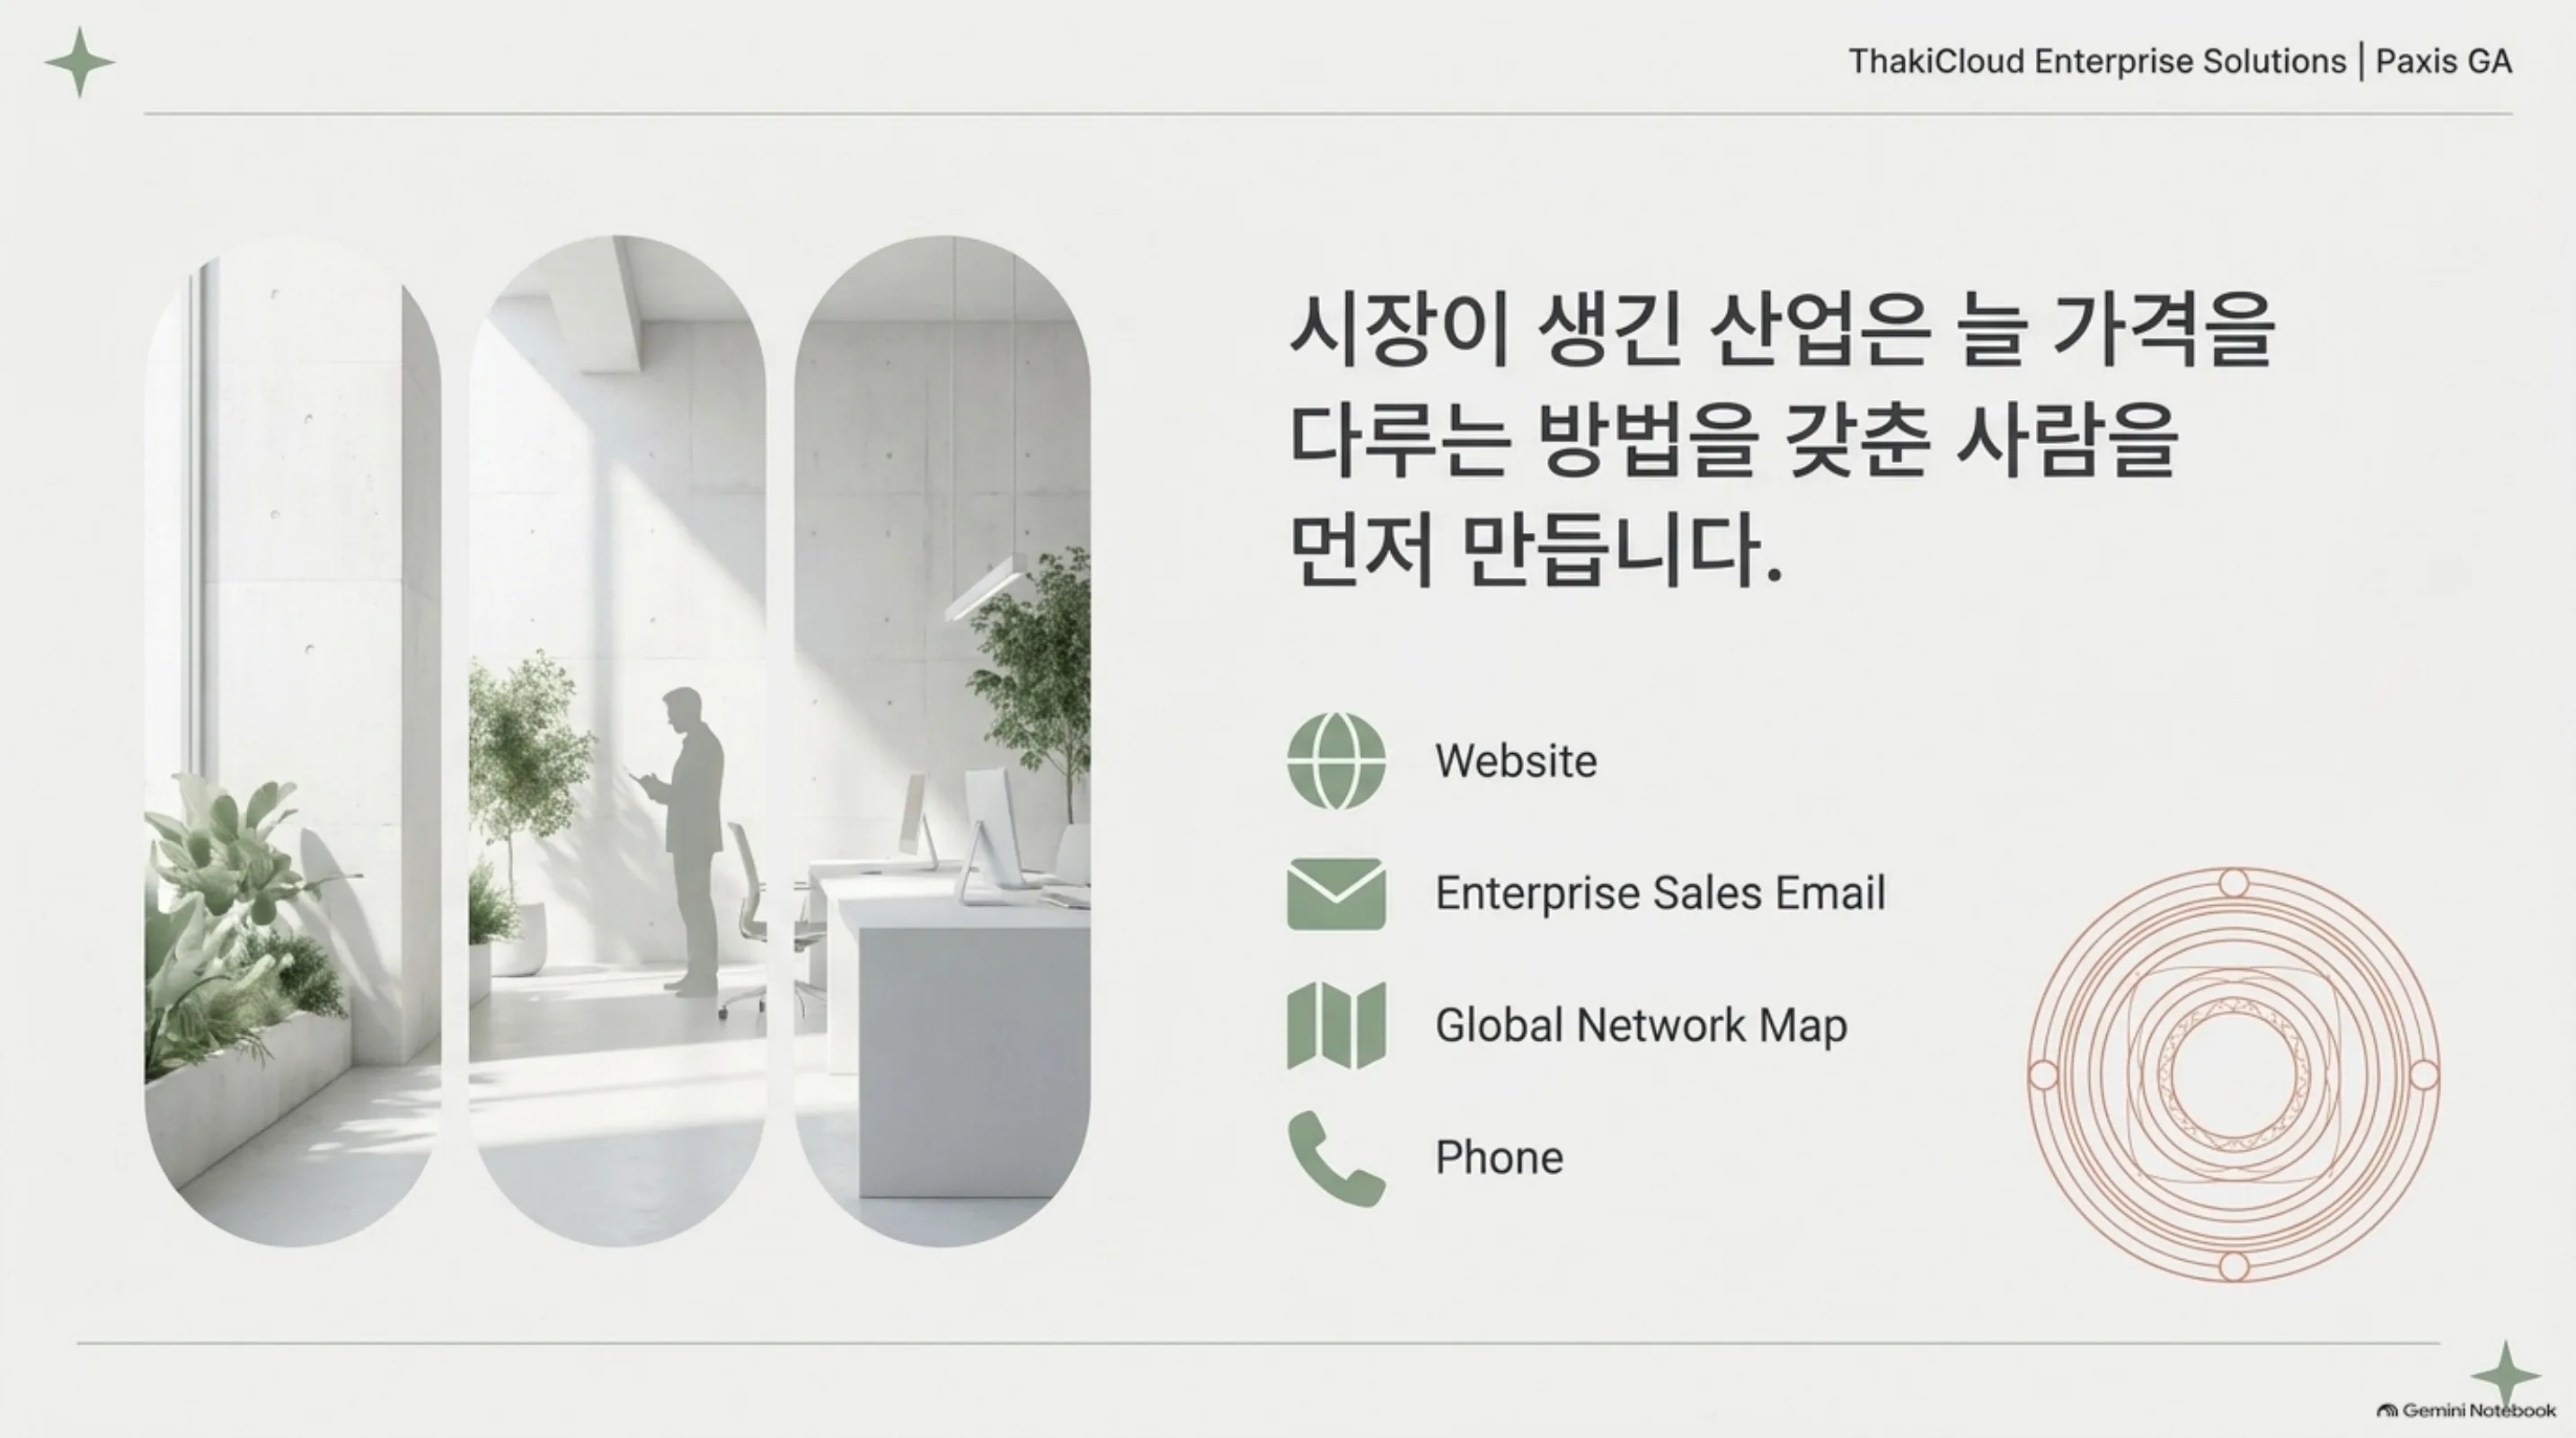 ThakiCloud Enterprise Solutions | Paxis GA
시장이 생긴 산업은 늘 가격을
다루는 방법을 갖춘 사람을
먼저 만듭니다.
Website
Enterprise Sales Email
Global Network Map
Phone
Gemini Notebook